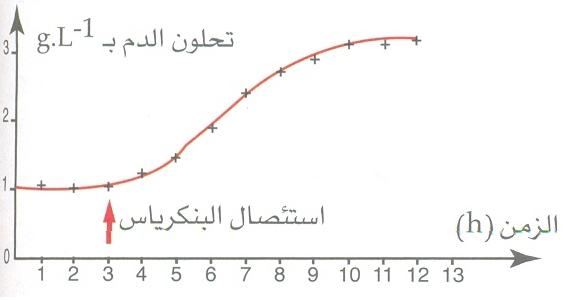 تحلون الدم بـ g.L-1
3
2
1
0
استئصال البنكرياس
الزمن (h)
1 2 3 4 5 6 7 8 9 10 11 12 13